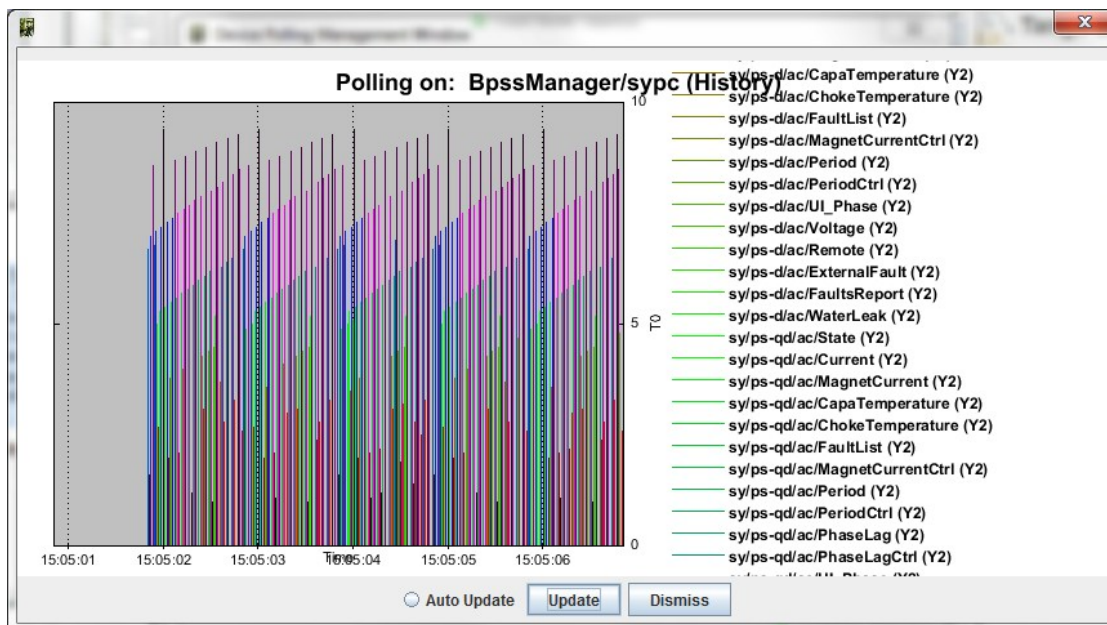 Device Polling Management Window
Polling on: BpssManager/sypc (History)
10
5
0
T0
15:05:01
15:05:02
15:05:03
Time
15:05:04
15:05:05
15:05:06
sy/ps-d/ac/CapaTemperature (Y2)
sy/ps-d/ac/ChokeTemperature (Y2)
sy/ps-d/ac/FaultList (Y2)
sy/ps-d/ac/MagnetCurrentCtrl (Y2)
sy/ps-d/ac/Period (Y2)
sy/ps-d/ac/PeriodCtrl (Y2)
sy/ps-d/ac/UI_Phase (Y2)
sy/ps-d/ac/Voltage (Y2)
sy/ps-d/ac/Remote (Y2)
sy/ps-d/ac/ExternalFault (Y2)
sy/ps-d/ac/FaultsReport (Y2)
sy/ps-d/ac/WaterLeak (Y2)
sy/ps-qd/ac/State (Y2)
sy/ps-qd/ac/Current (Y2)
sy/ps-qd/ac/MagnetCurrent (Y2)
sy/ps-qd/ac/CapaTemperature (Y2)
sy/ps-qd/ac/ChokeTemperature (Y2)
sy/ps-qd/ac/FaultList (Y2)
sy/ps-qd/ac/MagnetCurrentCtrl (Y2)
sy/ps-qd/ac/Period (Y2)
sy/ps-qd/ac/PeriodCtrl (Y2)
sy/ps-qd/ac/PhaseLag (Y2)
sy/ps-qd/ac/PhaseLagCtrl (Y2)
Auto Update
Update
Dismiss